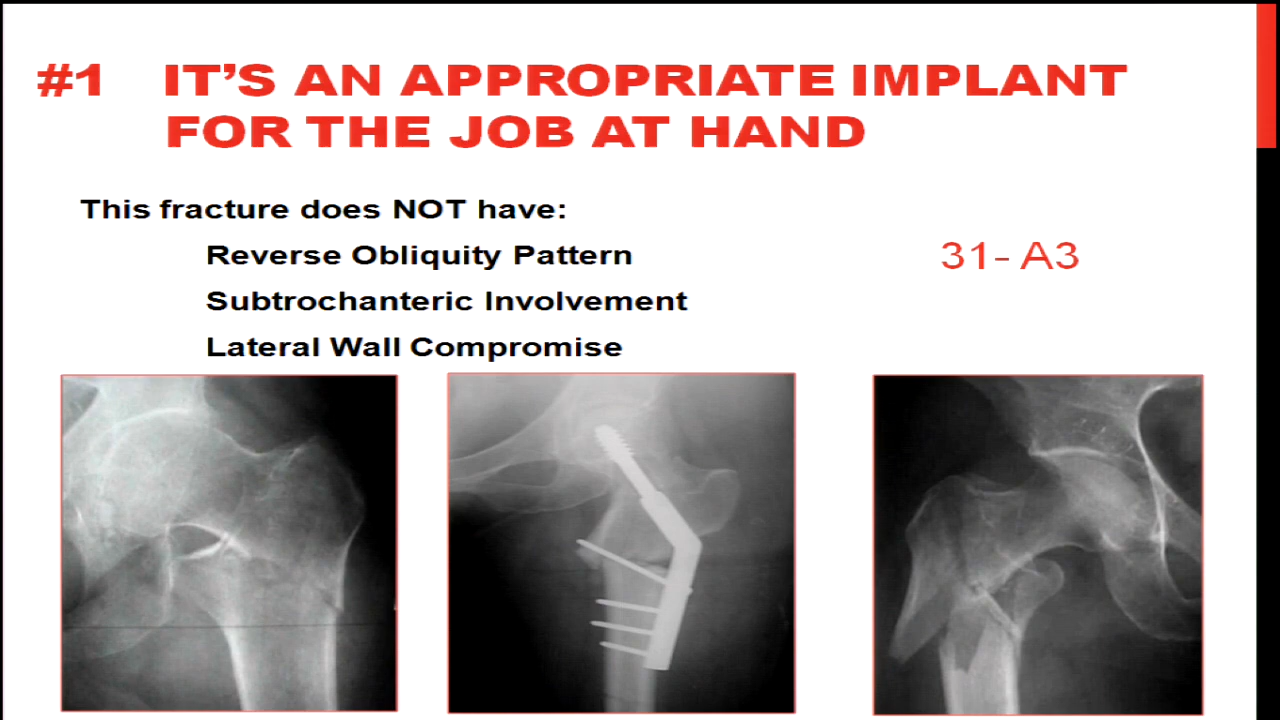 #1 IT'S AN APPROPRIATE IMPLANT
FOR THE JOB AT HAND
This fracture does NOT have:
Reverse Obliquity Pattern
31- A3
Subtrochanteric Involvement
Lateral Wall Compromise